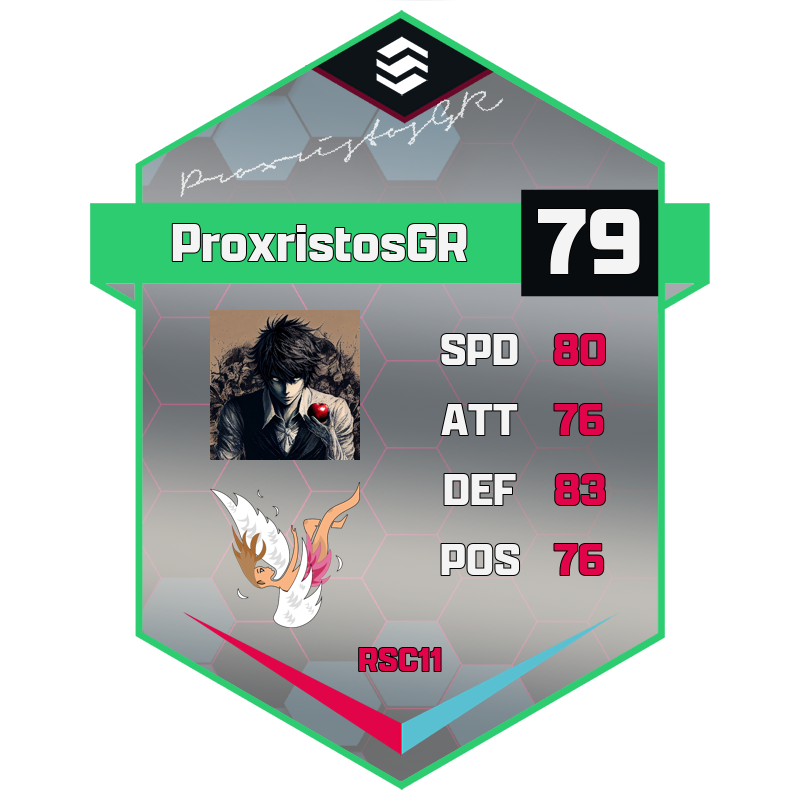 ProxristosGR
ProxristosGR 79
SPD 80
ATT 76
DEF 83
POS 76
RSC11